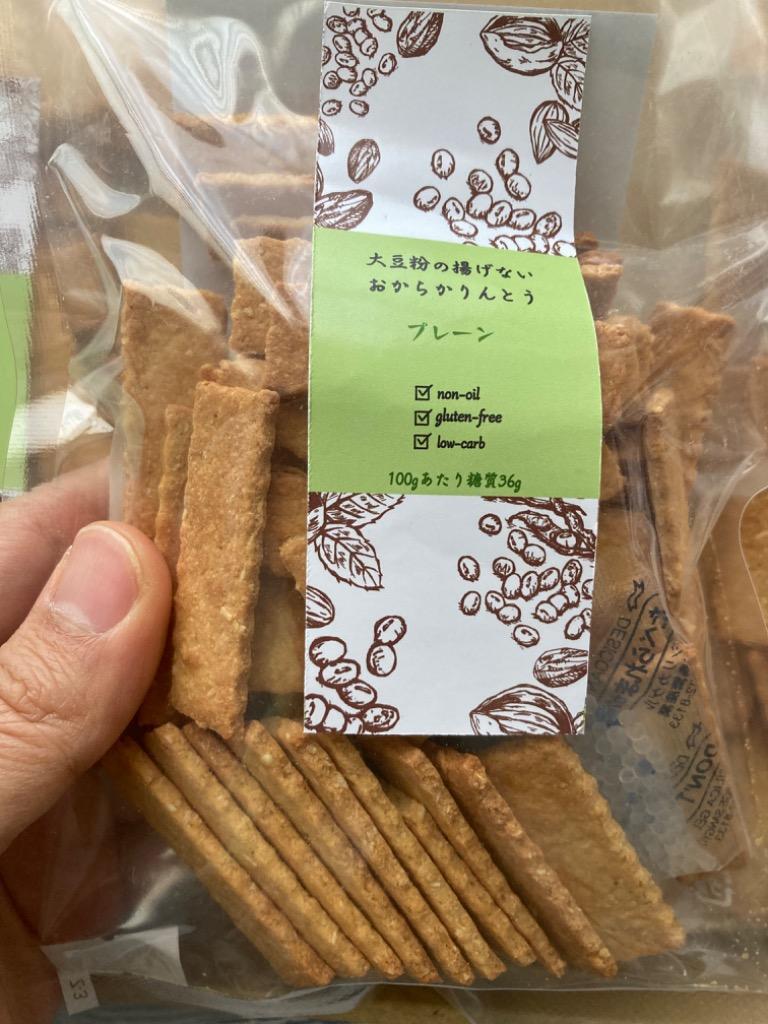 大豆粉の揚げない
おからかりんとう
プレーン
non-oil
gluten-free
low-carb
100gあたり糖質36g